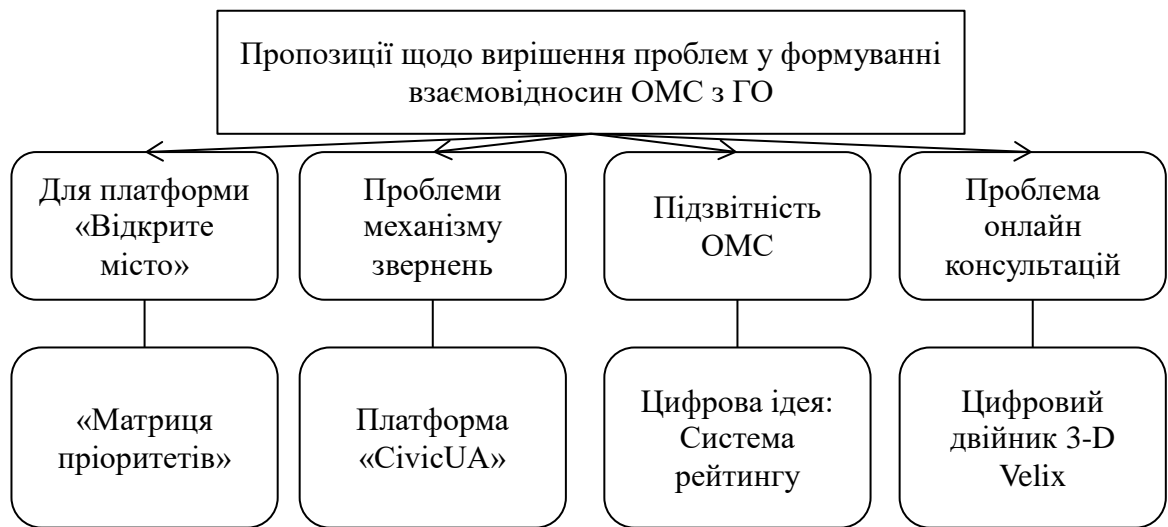 Пропозиції щодо вирішення проблем у формуванні
взаємовідносин ОМС з ГО
Для платформи
«Відкрите
місто»
Проблеми
механізму
звернень
Підзвітність
ОМС
Проблема
онлайн
консультацій
«Матриця
пріоритетів»
Платформа
«CivicUA»
Цифрова ідея:
Система
рейтингу
Цифровий
двійник 3-D
Velix